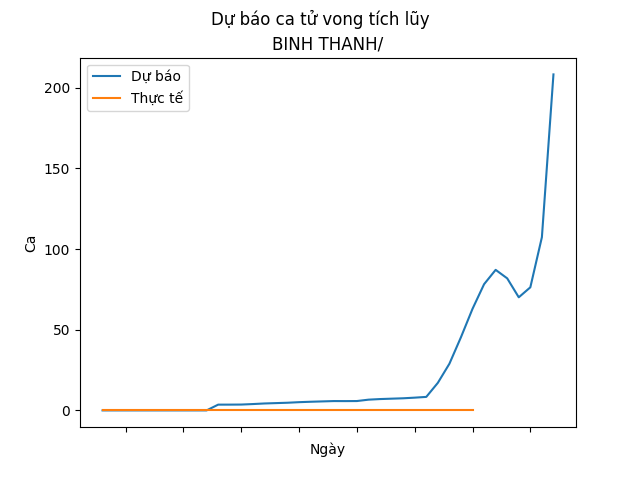 Dự báo ca tử vong tích lũy
BINH THANH/
Dự báo
Thực tế
200
150
100
50
0
Ca
Ngày